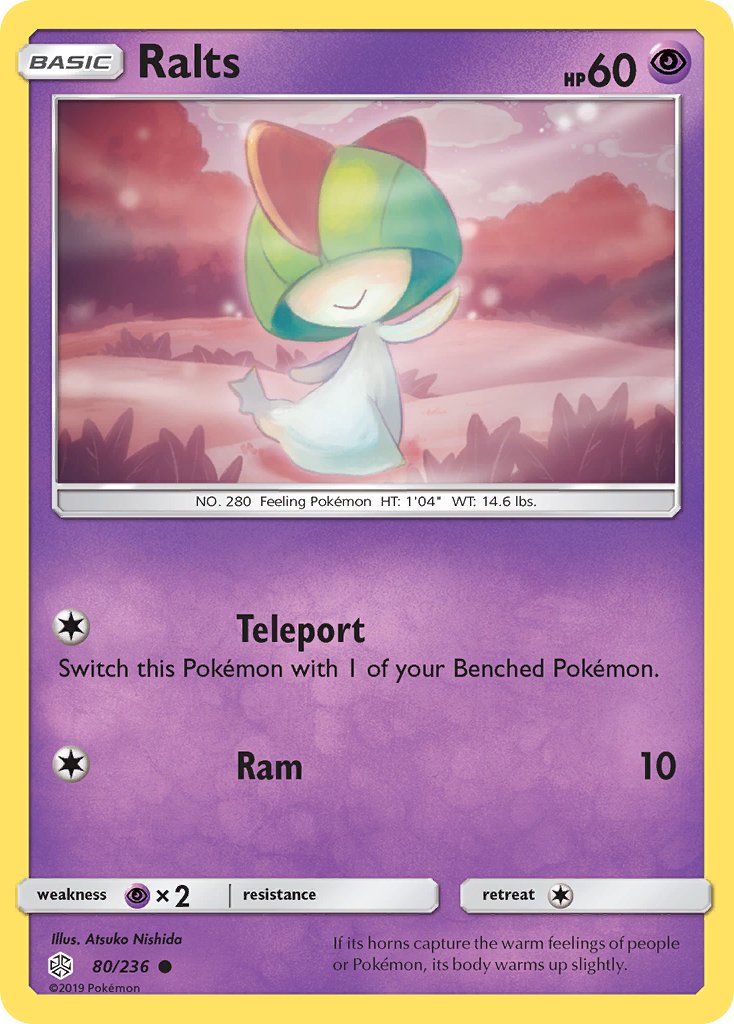 BASIC Ralts HP60
NO. 280 Feeling Pokémon HT: 1'04" WT: 14.6 lbs.
Teleport
Switch this Pokémon with 1 of your Benched Pokémon.
Ram 10
weakness ×2 resistance retreat
Illus. Atsuko Nishida
80/236
©2019 Pokémon
If its horns capture the warm feelings of people
or Pokémon, its body warms up slightly.